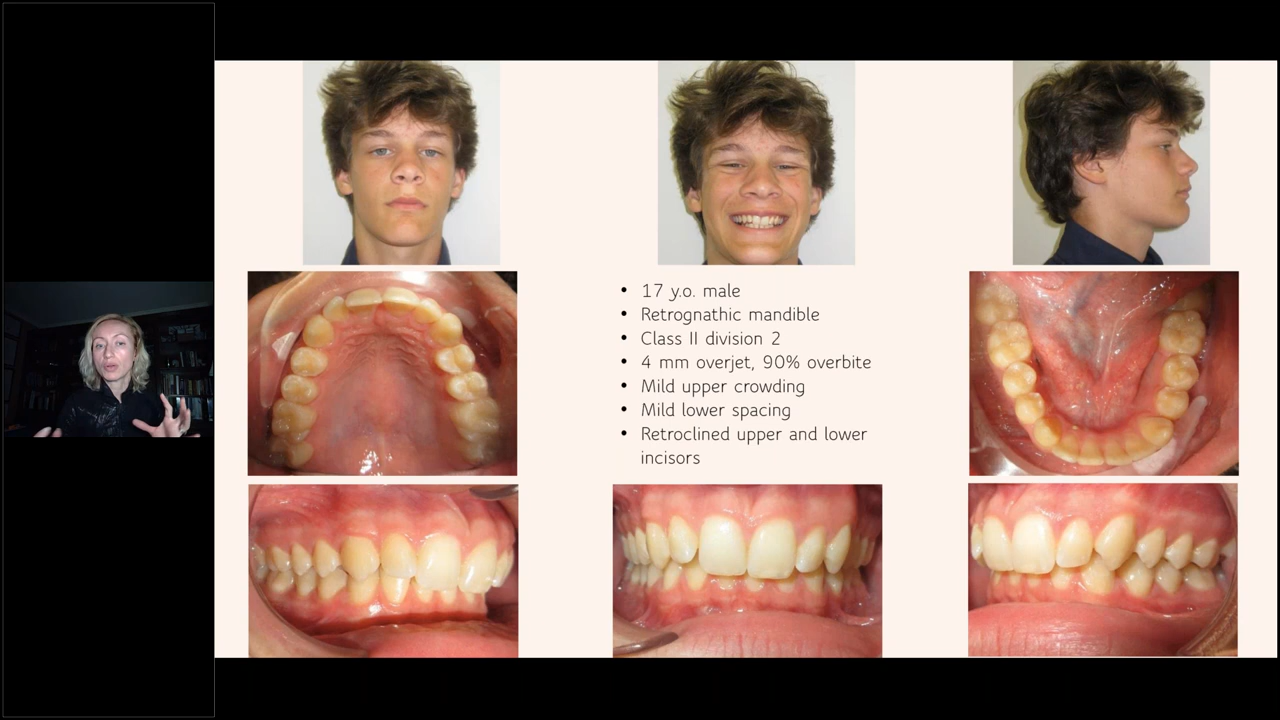 • 17 y.o. male
• Retrognathic mandible
• Class II division 2
• 4 mm overjet, 90% overbite
• Mild upper crowding
• Mild lower spacing
• Retroclined upper and lower
incisors